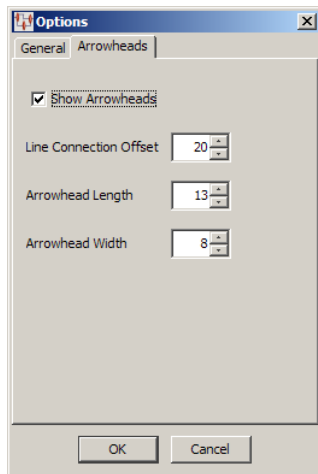 Options
General Arrowheads
Show Arrowheads
Line Connection Offset 20
Arrowhead Length 13
Arrowhead Width 8
OK Cancel